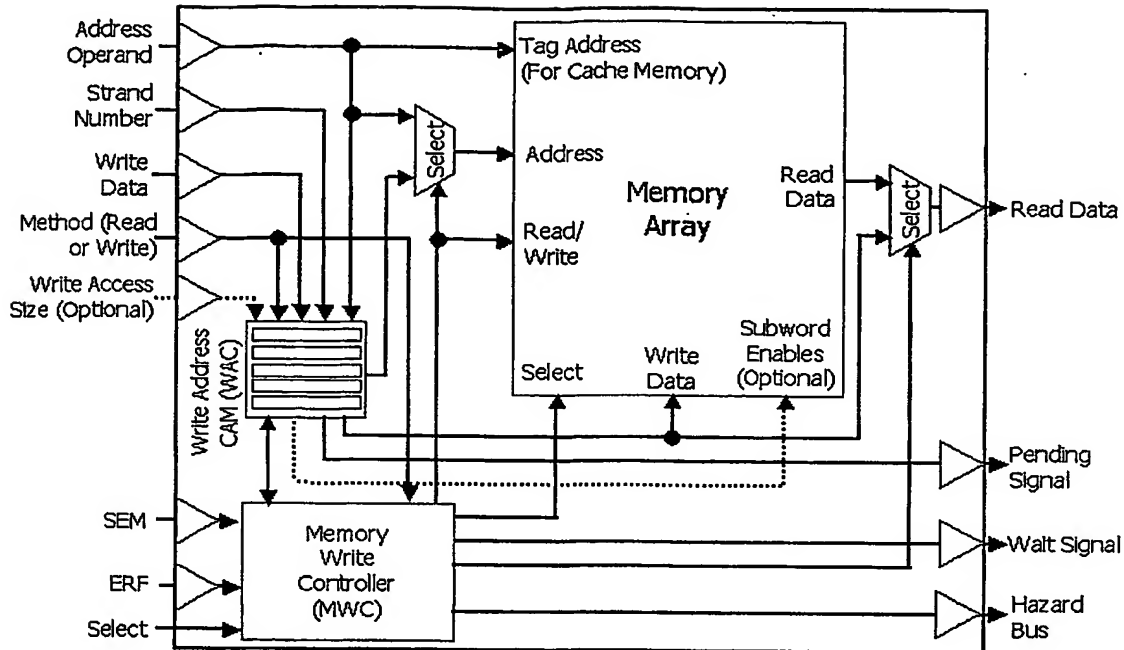 Address
Operand
Strand
Number
Write
Data
Method (Read
or Write)
Write Access
Size (Optional)
Write Address
CAM (WAC)
SEM
ERF
Select
Select
Tag Address
(For Cache Memory)
Address
Read/
Write
Memory
Array
Read
Data
Select
Write
Data
Subword
Enables
(Optional)
Select
Memory
Write
Controller
(MWC)
Read Data
Pending
Signal
Wait Signal
Hazard
Bus